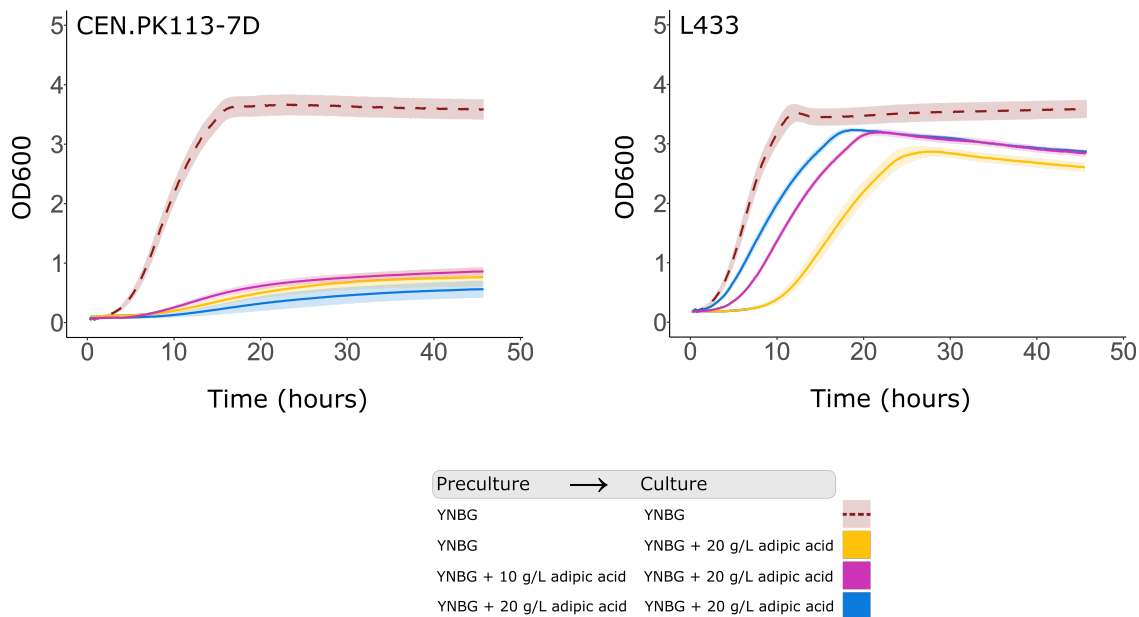 CEN.PK113-7D
L433
5
4
3
2
1
0
OD600
0 10 20 30 40 50
Time (hours)
5
4
3
2
1
0
OD600
0 10 20 30 40 50
Time (hours)
Preculture → Culture
YNBG YNBG
YNBG YNBG + 20 g/L adipic acid
YNBG + 10 g/L adipic acid YNBG + 20 g/L adipic acid
YNBG + 20 g/L adipic acid YNBG + 20 g/L adipic acid